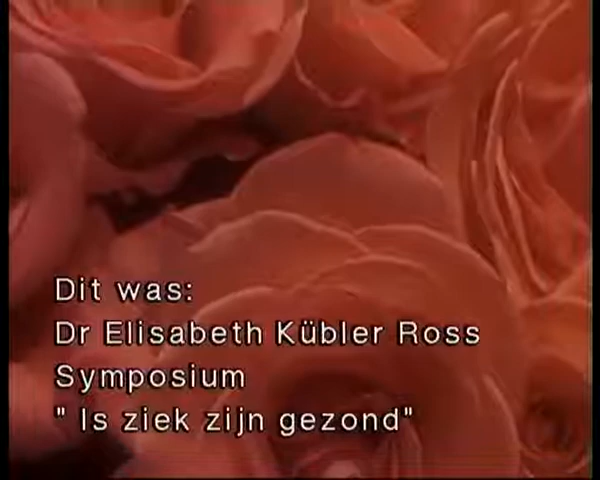 Dit was:
Dr Elisabeth Kübler Ross
Symposium
" Is ziek zijn gezond"